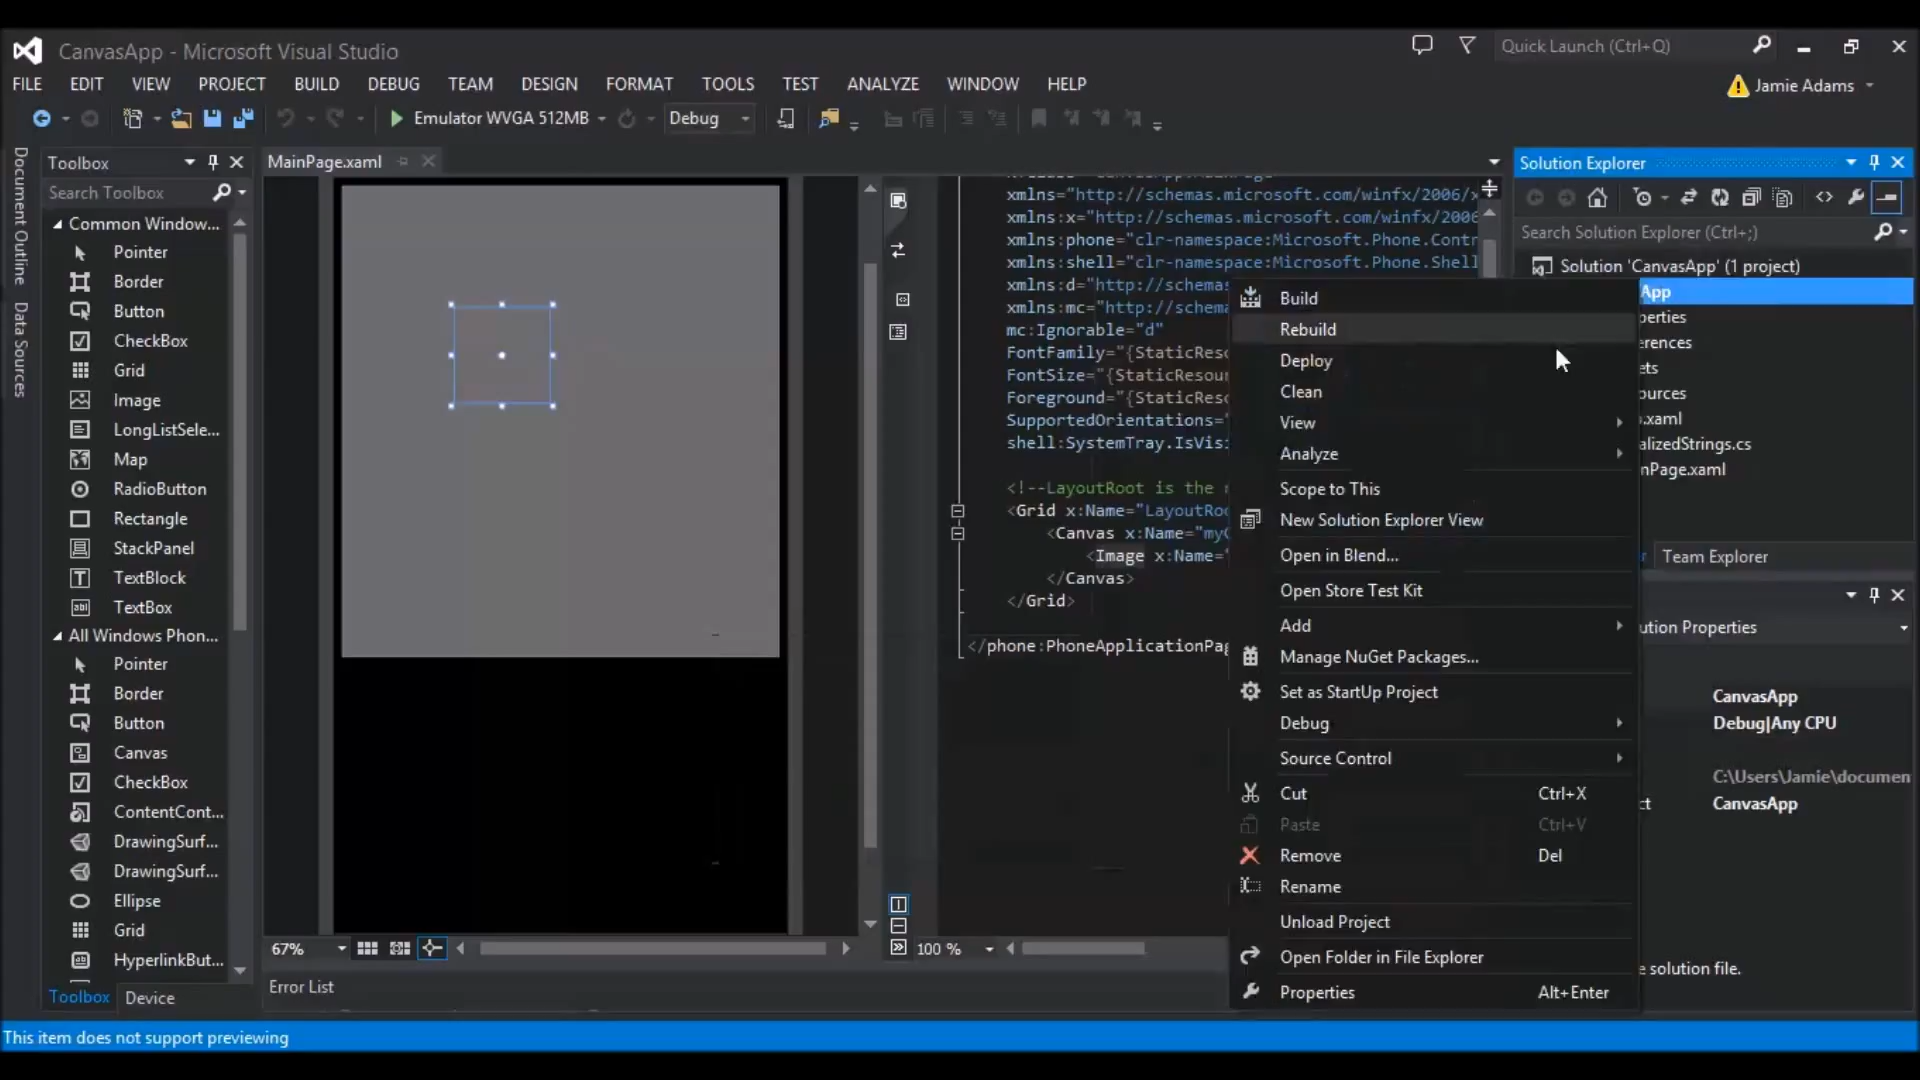 CanvasApp - Microsoft Visual Studio
Quick Launch (Ctrl+Q)
FILE EDIT VIEW PROJECT BUILD DEBUG TEAM DESIGN FORMAT TOOLS TEST ANALYZE WINDOW HELP
Jamie Adams
Emulator WVGA 512MB
Debug
Document Outline
Data Sources
Toolbox
Search Toolbox
Common Window...
Pointer
Border
Button
CheckBox
Grid
Image
LongListSele...
Map
RadioButton
Rectangle
StackPanel
TextBlock
TextBox
All Windows Phon...
Pointer
Border
Button
Canvas
CheckBox
ContentCont...
DrawingSurf...
DrawingSurf...
Ellipse
Grid
HyperlinkBut...
Toolbox
Device
MainPage.xaml
67%
xmlns="http://schemas.microsoft.com/winfx/2006/x
xmlns:x="http://schemas.microsoft.com/winfx/2006
xmlns:phone="clr-namespace:Microsoft.Phone.Contr
xmlns:shell="clr-namespace:Microsoft.Phone.Shell
xmlns:d="http://schemas
xmlns:mc="http://schema
mc:Ignorable="d"
FontFamily="{StaticReso
FontSize="{StaticResour
Foreground="{StaticReso
SupportedOrientations="
shell:SystemTray.IsVisi
<!--LayoutRoot is the r
<Grid x:Name="LayoutRoo
<Canvas x:Name="myC
<Image x:Name="
</Canvas>
</Grid>
</phone:PhoneApplicationPag
100 %
Error List
Build
Rebuild
Deploy
Clean
View
Analyze
Scope to This
New Solution Explorer View
Open in Blend...
Open Store Test Kit
Add
Manage NuGet Packages...
Set as StartUp Project
Debug
Source Control
Cut Ctrl+X
Paste Ctrl+V
Remove Del
Rename
Unload Project
Open Folder in File Explorer
Properties Alt+Enter
Solution Explorer
Search Solution Explorer (Ctrl+;)
Solution 'CanvasApp' (1 project)
App
erties
erences
ets
ources
.xaml
alizedStrings.cs
nPage.xaml
Team Explorer
ution Properties
CanvasApp
Debug|Any CPU
C:\Users\Jamie\documen
ct CanvasApp
e solution file.
This item does not support previewing